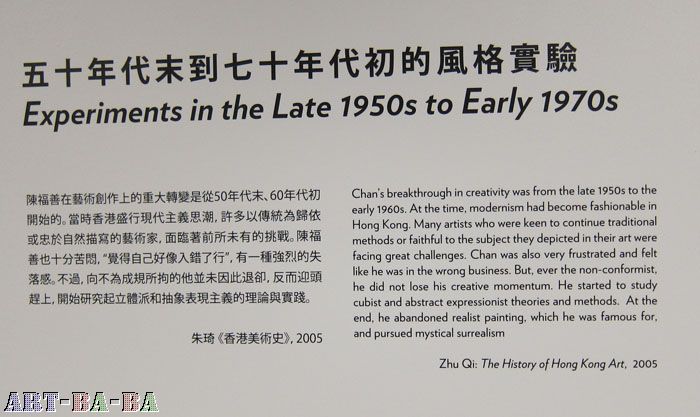 五十年代末到七十年代初的風格實驗
Experiments in the Late 1950s to Early 1970s
陳福善在藝術創作上的重大轉變是從50年代末、60年代初
開始的。當時香港盛行現代主義思潮，許多以傳統為歸依
或忠於自然描寫的藝術家，面臨著前所未有的挑戰。陳福
善也十分苦悶，“覺得自己好像入錯了行”，有一種強烈的失
落感。不過，向不為成規所拘的他並未因此退卻，反而迎頭
趕上，開始研究起立體派和抽象表現主義的理論與實踐。
朱琦《香港美術史》，2005
Chan's breakthrough in creativity was from the late 1950s to the
early 1960s. At the time, modernism had become fashionable in
Hong Kong. Many artists who were keen to continue traditional
methods or faithful to the subject they depicted in their art were
facing great challenges. Chan was also very frustrated and felt
like he was in the wrong business. But, ever the non-conformist,
he did not lose his creative momentum. He started to study
cubist and abstract expressionist theories and methods. At the
end, he abandoned realist painting, which he was famous for,
and pursued mystical surrealism
Zhu Qi: The History of Hong Kong Art, 2005
ART-BA-BA